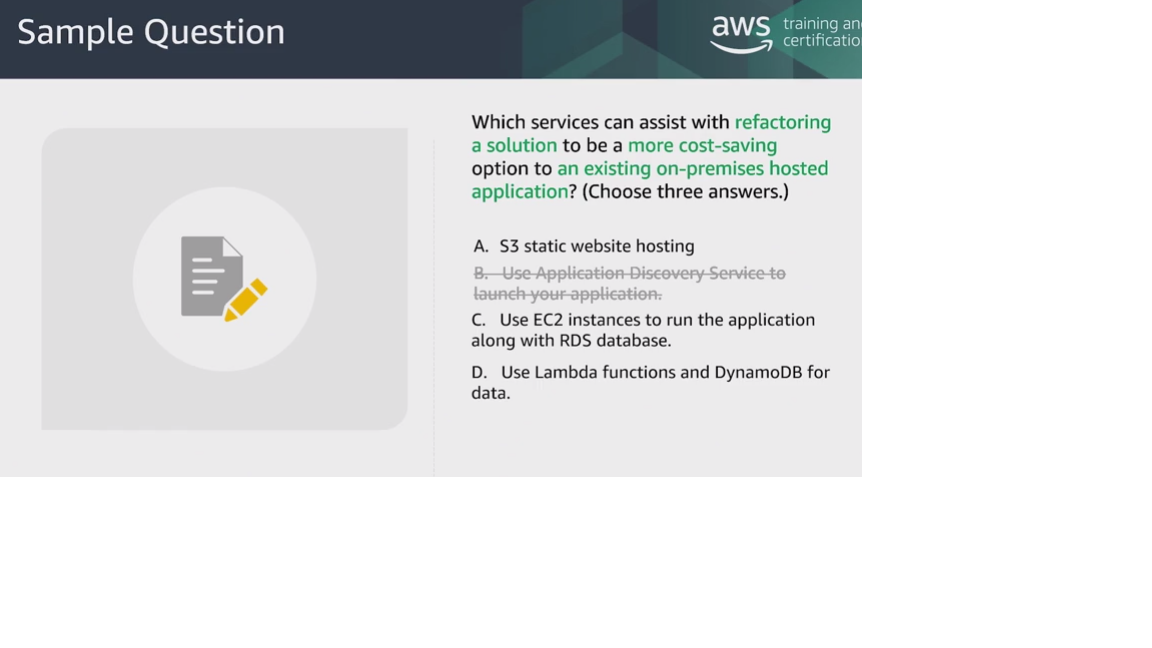 Sample Question
aws
training an
certificatio
Which services can assist with refactoring
a solution to be a more cost-saving
option to an existing on-premises hosted
application? (Choose three answers.)
A. S3 static website hosting
B. Use Application Discovery Service to
launch your application.
C. Use EC2 instances to run the application
along with RDS database.
D. Use Lambda functions and DynamoDB for
data.